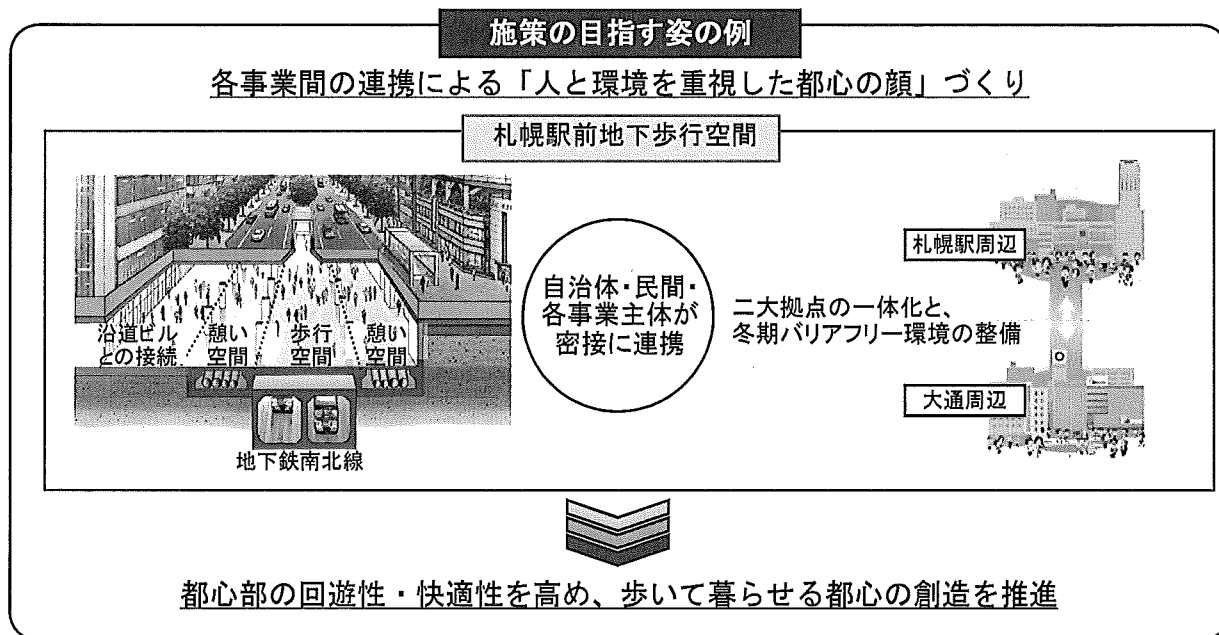 施策の目指す姿の例
各事業間の連携による「人と環境を重視した都心の顔」づくり
札幌駅前地下歩行空間
沿道ビル
との接続
憩い
空間
歩行
空間
憩い
空間
地下鉄南北線
自治体・民間・
各事業主体が
密接に連携
二大拠点の一体化と、
冬期バリアフリー環境の整備
札幌駅周辺
大通周辺
都心部の回遊性・快適性を高め、歩いて暮らせる都心の創造を推進